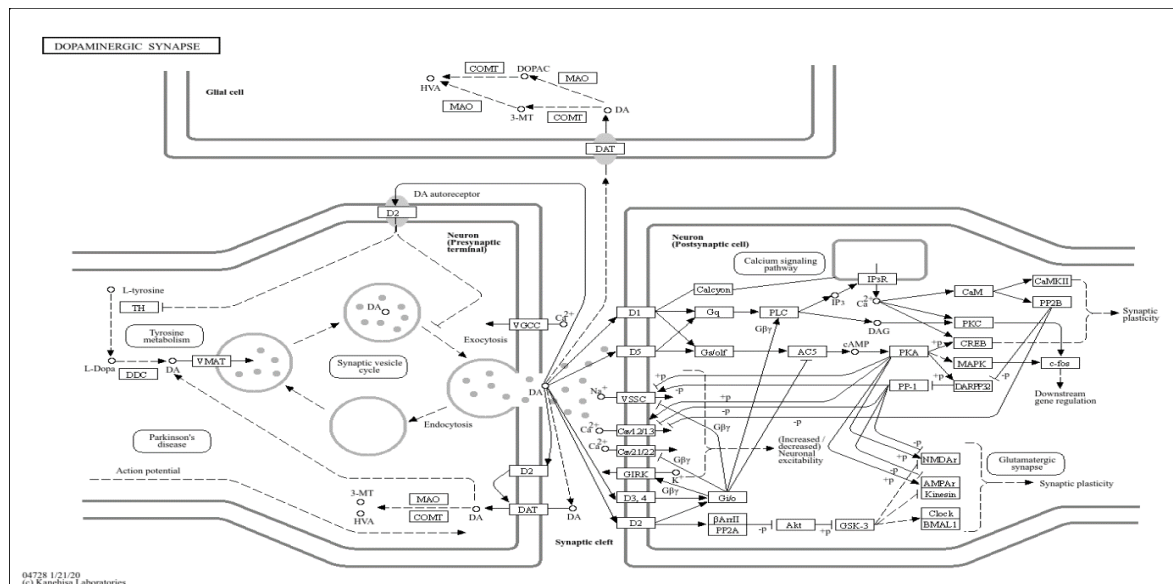 DOPAMINERGIC SYNAPSE
Glial cell
COMT
DOPAC
MAO
HVA
MAO
3-MT
COMT
DA
DAT
DA autoreceptor
D2
Neuron
(Presynaptic
terminal)
L-tyrosine
TH
Tyrosine
metabolism
L-Dopa
DDC
DA
VMAT
DA
Synaptic vesicle
cycle
VGCC
Ca2+
Exocytosis
Endocytosis
DA
Parkinson's
disease
Action potential
D2
3-MT
HVA
MAO
COMT
DA
DAT
DA
Synaptic cleft
Neuron
(Postsynaptic cell)
Calcium signaling
pathway
Calcyon
IP3R
IP3
Ca2+
CaM
CaMKII
PP2B
Synaptic
plasticity
D1
Gq
PLC
DAG
PKC
Gβγ
cAMP
+p
CREB
D5
Gs/olf
AC5
PKA
MAPK
c-fos
+p
-p
PP-1
DARPP32
Downstream
gene regulation
Na+
VSSC
+p
-p
+p
-p
+p
-p
Ca2+
Cav1.2/1.3
Gβγ
Ca2+
Cav2.1/2.2
Gβγ
(Increased /
decreased)
Neuronal
excitability
GIRK
K+
Gβγ
D3, 4
Gi/o
D2
βArrII
PP2A
-p
Akt
+p
GSK-3
-p
+p
NMDAr
-p
+p
AMPAr
Kinesin
Clock
BMAL1
Glutamatergic
synapse
Synaptic plasticity
04728 1/21/20
(c) Kanehisa Laboratories